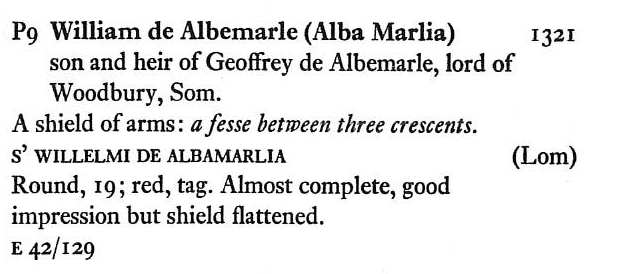 P9 William de Albemarle (Alba Marlia) 1321
son and heir of Geoffrey de Albemarle, lord of
Woodbury, Som.
A shield of arms: a fesse between three crescents.
S' WILLELMI DE ALBAMARLIA (Lom)
Round, 19; red, tag. Almost complete, good
impression but shield flattened.
E 42/129